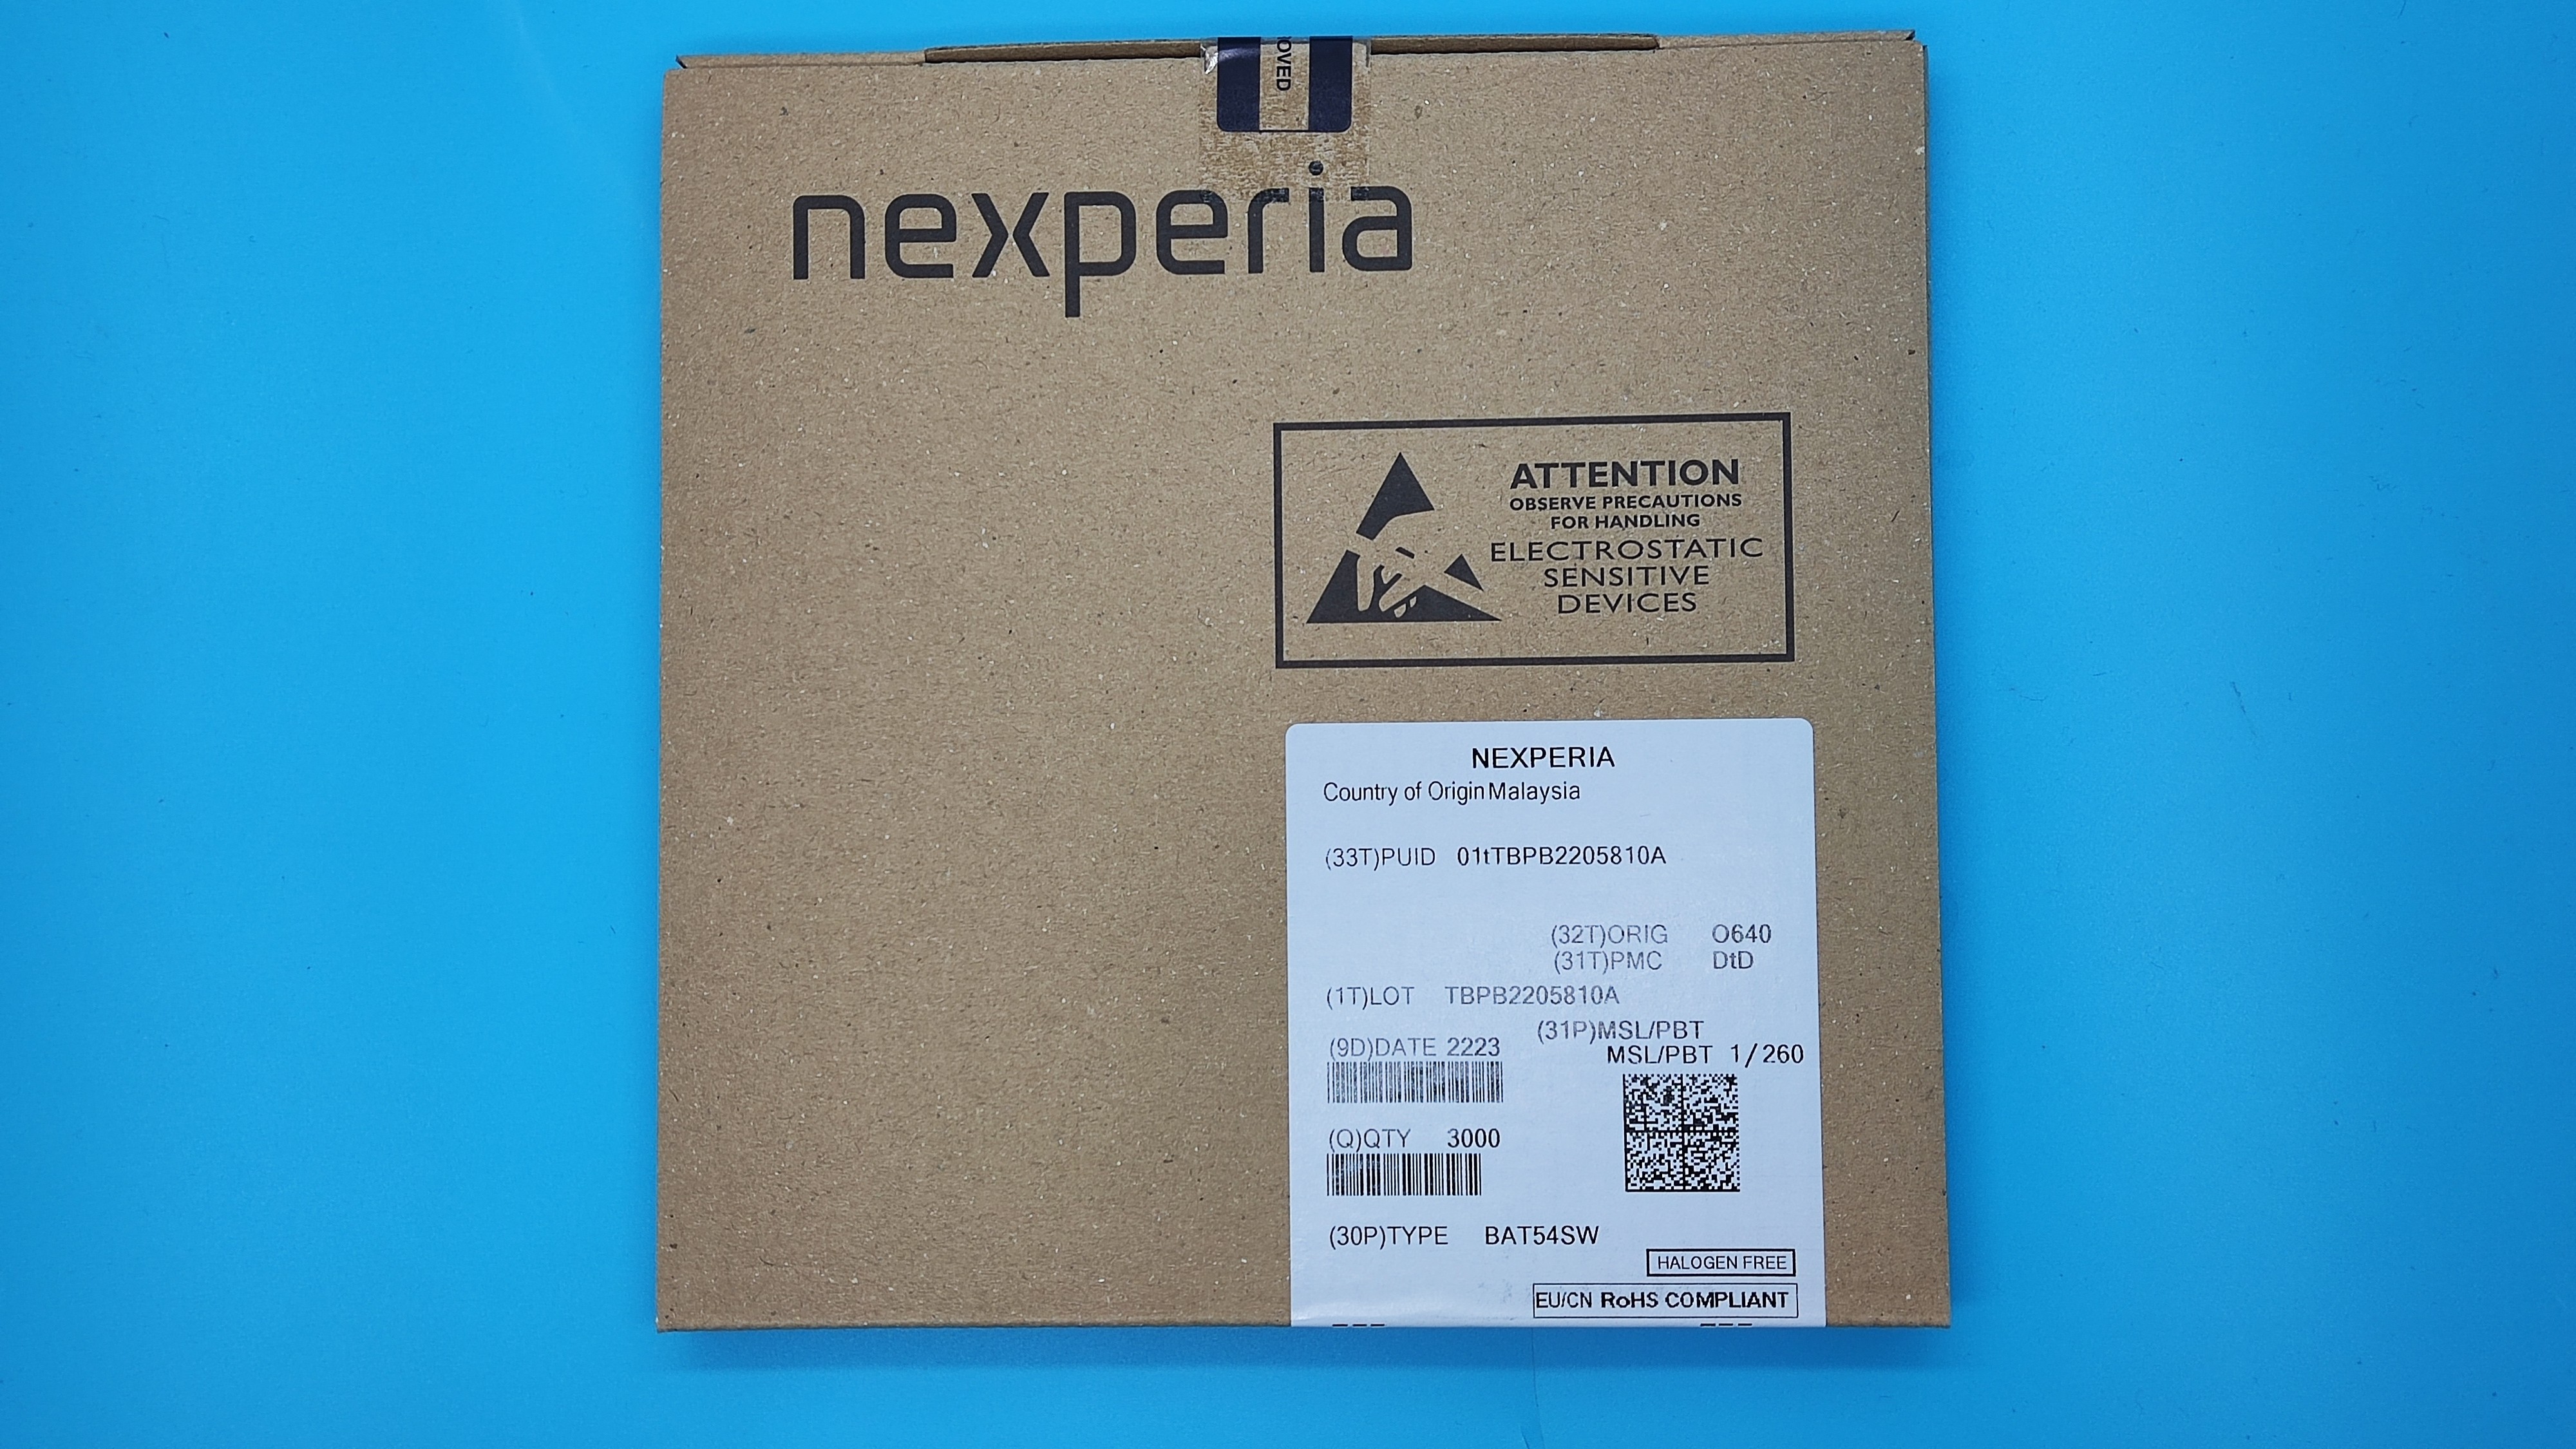 OVED
nexperia
ATTENTION
OBSERVE PRECAUTIONS
FOR HANDLING
ELECTROSTATIC
SENSITIVE
DEVICES
NEXPERIA
Country of Origin Malaysia
(33T)PUID 01tTBPB2205810A
(32T)ORIG O640
(31T)PMC DtD
(1T)LOT TBPB2205810A
(31P)MSL/PBT
(9D)DATE 2223
MSL/PBT 1/260
(Q)QTY 3000
(30P)TYPE BAT54SW
HALOGEN FREE
EU/CN RoHS COMPLIANT